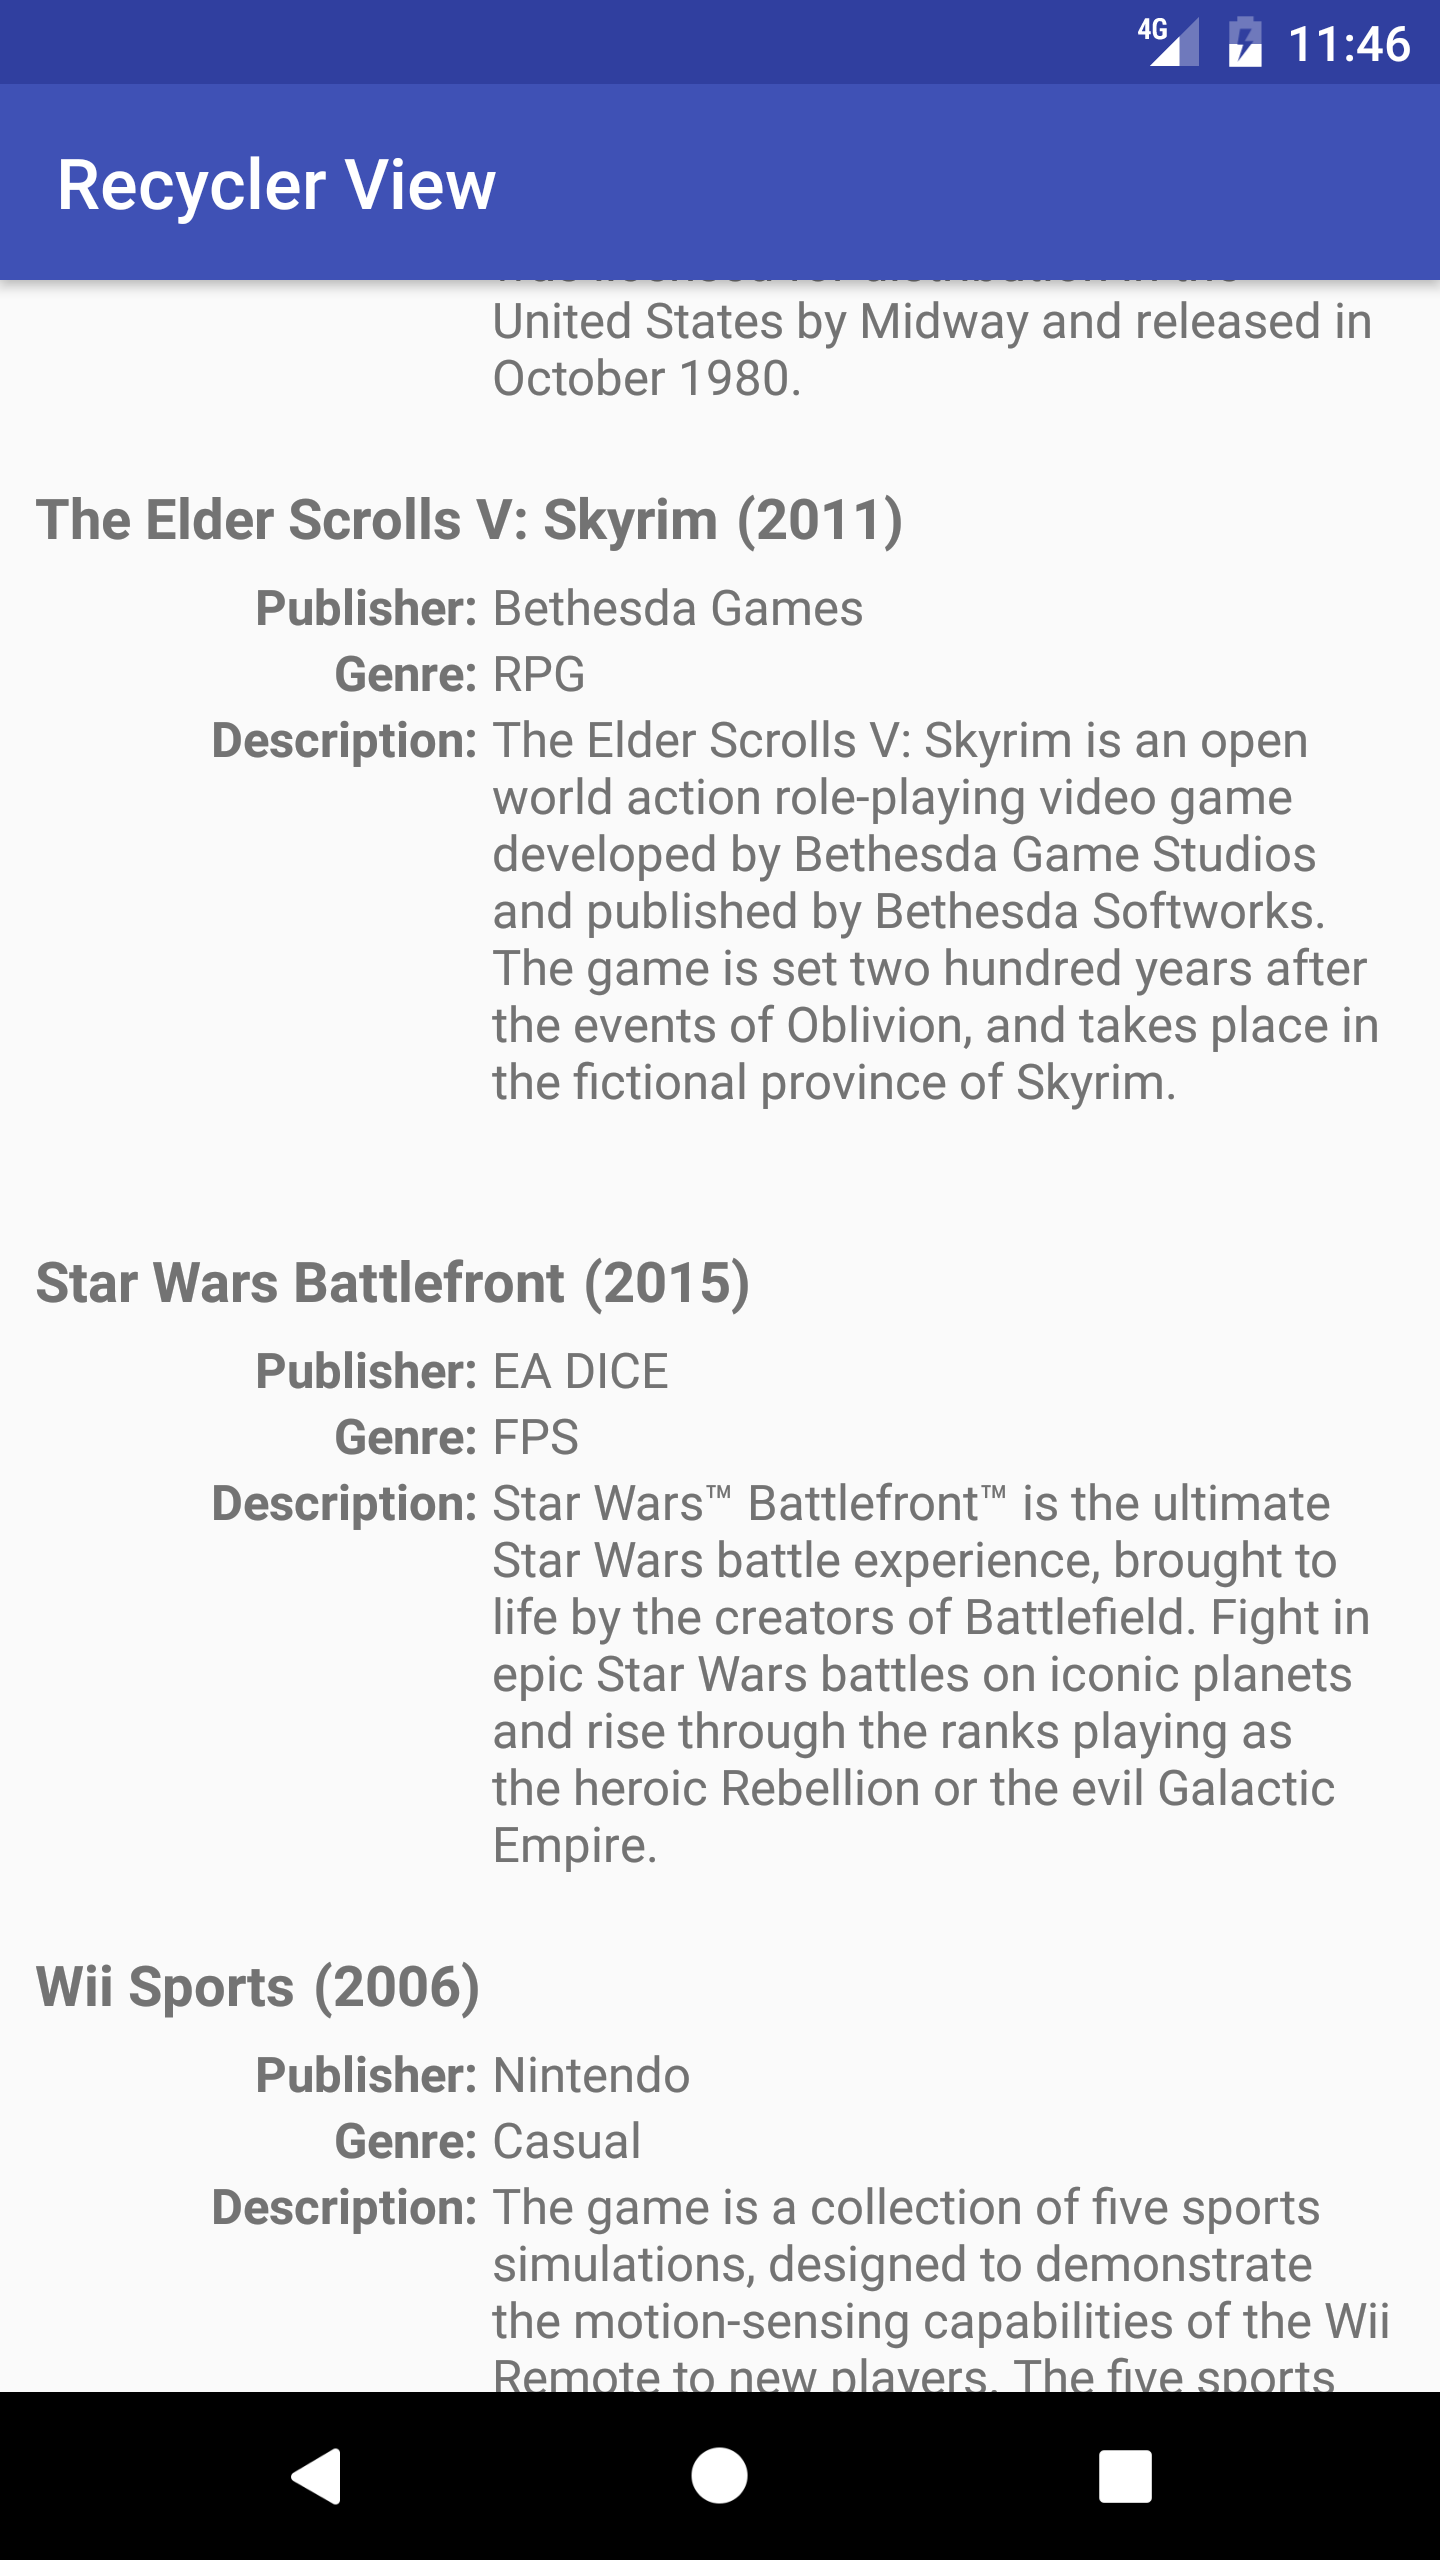 4G 11:46
Recycler View
was licensed for distribution in the
United States by Midway and released in
October 1980.
The Elder Scrolls V: Skyrim (2011)
Publisher: Bethesda Games
Genre: RPG
Description: The Elder Scrolls V: Skyrim is an open
world action role-playing video game
developed by Bethesda Game Studios
and published by Bethesda Softworks.
The game is set two hundred years after
the events of Oblivion, and takes place in
the fictional province of Skyrim.
Star Wars Battlefront (2015)
Publisher: EA DICE
Genre: FPS
Description: Star Wars™ Battlefront™ is the ultimate
Star Wars battle experience, brought to
life by the creators of Battlefield. Fight in
epic Star Wars battles on iconic planets
and rise through the ranks playing as
the heroic Rebellion or the evil Galactic
Empire.
Wii Sports (2006)
Publisher: Nintendo
Genre: Casual
Description: The game is a collection of five sports
simulations, designed to demonstrate
the motion-sensing capabilities of the Wii
Remote to new players. The five sports